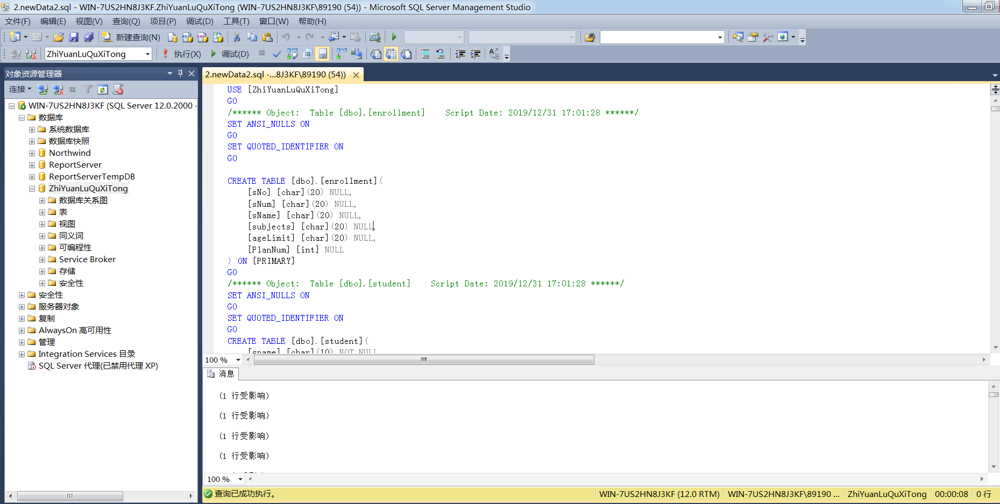 2.newData2.sql - WIN-7US2HN8J3KF.ZhiYuanLuQuXiTong (WIN-7US2HN8J3KF\89190 (54)) - Microsoft SQL Server Management Studio
文件(F) 编辑(E) 视图(V) 查询(Q) 项目(P) 调试(D) 工具(T) 窗口(W) 帮助(H)
新建查询(N)
ZhiYuanLuQuXiTong 执行(X) 调试(D)
对象资源管理器
连接
WIN-7US2HN8J3KF (SQL Server 12.0.2000 -
数据库
系统数据库
数据库快照
Northwind
ReportServer
ReportServerTempDB
ZhiYuanLuQuXiTong
数据库关系图
表
视图
同义词
可编程性
Service Broker
存储
安全性
安全性
服务器对象
复制
AlwaysOn 高可用性
管理
Integration Services 目录
SQL Server 代理(已禁用代理 XP)
2.newData2.sql -...8J3KF\89190 (54))
USE [ZhiYuanLuQuXiTong]
GO
/****** Object:  Table [dbo].[enrollment]    Script Date: 2019/12/31 17:01:28 ******/
SET ANSI_NULLS ON
GO
SET QUOTED_IDENTIFIER ON
GO
CREATE TABLE [dbo].[enrollment](
[sNo] [char](20) NULL,
[sNum] [char](20) NULL,
[sName] [char](20) NULL,
[subjects] [char](20) NULL,
[ageLimit] [char](20) NULL,
[PlanNum] [int] NULL
) ON [PRIMARY]
GO
/****** Object:  Table [dbo].[student]    Script Date: 2019/12/31 17:01:28 ******/
SET ANSI_NULLS ON
GO
SET QUOTED_IDENTIFIER ON
GO
CREATE TABLE [dbo].[student](
[sname] [char](10) NOT NULL
100 %
消息
(1 行受影响)
(1 行受影响)
(1 行受影响)
(1 行受影响)
100 %
查询已成功执行。 WIN-7US2HN8J3KF (12.0 RTM) WIN-7US2HN8J3KF\89190 ... ZhiYuanLuQuXiTong 00:00:08 0 行